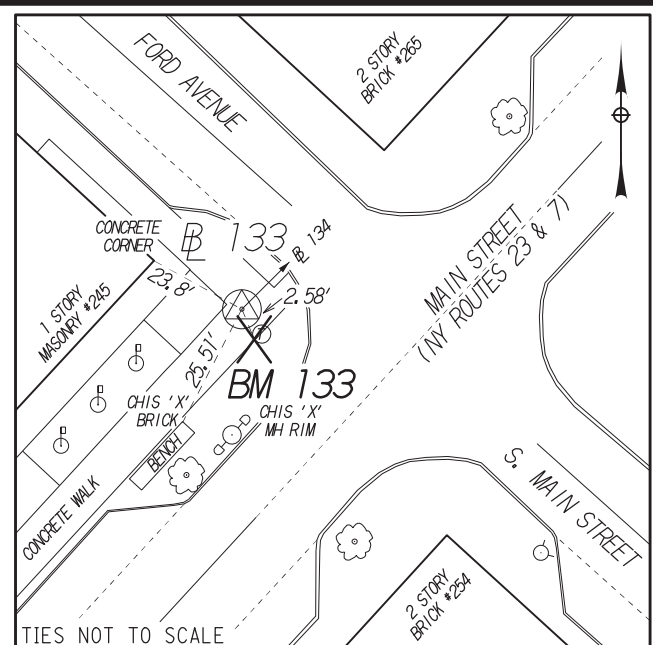 FORD AVENUE
2 STORY
BRICK #265
CONCRETE
CORNER
BL 133
BL 134
23.8'
2.58'
MAIN STREET
(NY ROUTES 23 & 7)
1 STORY
MASONRY #245
25.51'
BM 133
CHIS 'X'
BRICK
CHIS 'X'
MH RIM
BENCH
CONCRETE WALK
S. MAIN STREET
2 STORY
BRICK #254
TIES NOT TO SCALE